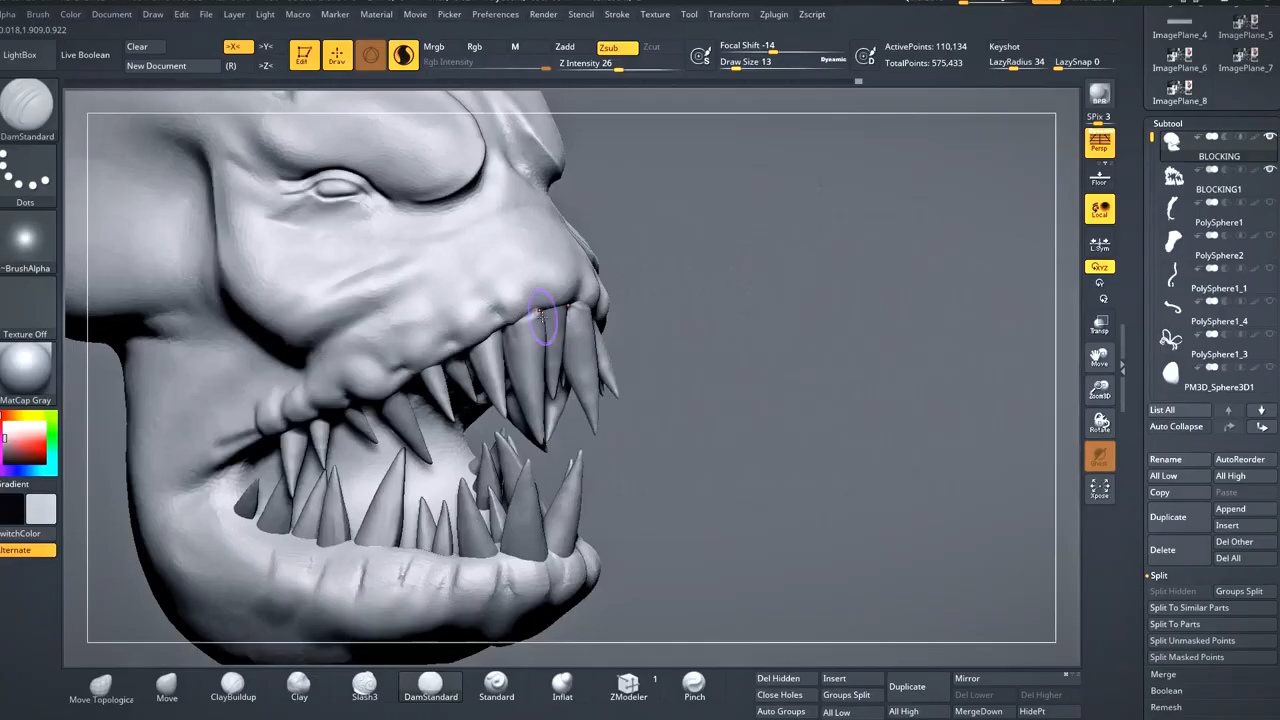 lpha Brush Color Document Draw Edit File Layer Light Macro Marker Material Movie Picker Preferences Render Stencil Stroke Texture Tool Transform Zplugin Zscript
0.018,1.909,0.922
LightBox
Live Boolean
Clear
New Document
>X< >Y<
(R) >Z<
Edit
Draw
Mrgb Rgb M
Rgb Intensity
Zadd Zsub Zcut
Z Intensity 26
S
Focal Shift -14
Draw Size 13
Dynamic
D
ActivePoints: 110,134
TotalPoints: 575,433
Keyshot
LazyRadius 34 LazySnap 0
DamStandard
Dots
~BrushAlpha
Texture Off
MatCap Gray
Gradient
witchColor
lternate
BPR
SPix 3
Persp
Floor
Local
L.Sym
XYZ
Transp
Move
Zoom3D
Rotate
Ghost
Xpose
ImagePlane_4 ImagePlane_5
ImagePlane_6 ImagePlane_7
ImagePlane_8
Subtool
BLOCKING
BLOCKING1
PolySphere1
PolySphere2
PolySphere1_1
PolySphere1_4
PolySphere1_3
PM3D_Sphere3D1
List All
Auto Collapse
Rename AutoReorder
All Low All High
Copy Paste
Duplicate
Append
Insert
Delete
Del Other
Del All
Split
Split Hidden Groups Split
Split To Similar Parts
Split To Parts
Split Unmasked Points
Split Masked Points
Merge
Boolean
Remesh
Move Topologica
Move
ClayBuildup
Clay
Slash3
DamStandard
Standard
Inflat
1
ZModeler
Pinch
Del Hidden Insert
Close Holes Groups Split
Auto Groups All Low
Duplicate
All High
Mirror
Del Lower Del Higher
MergeDown HidePt